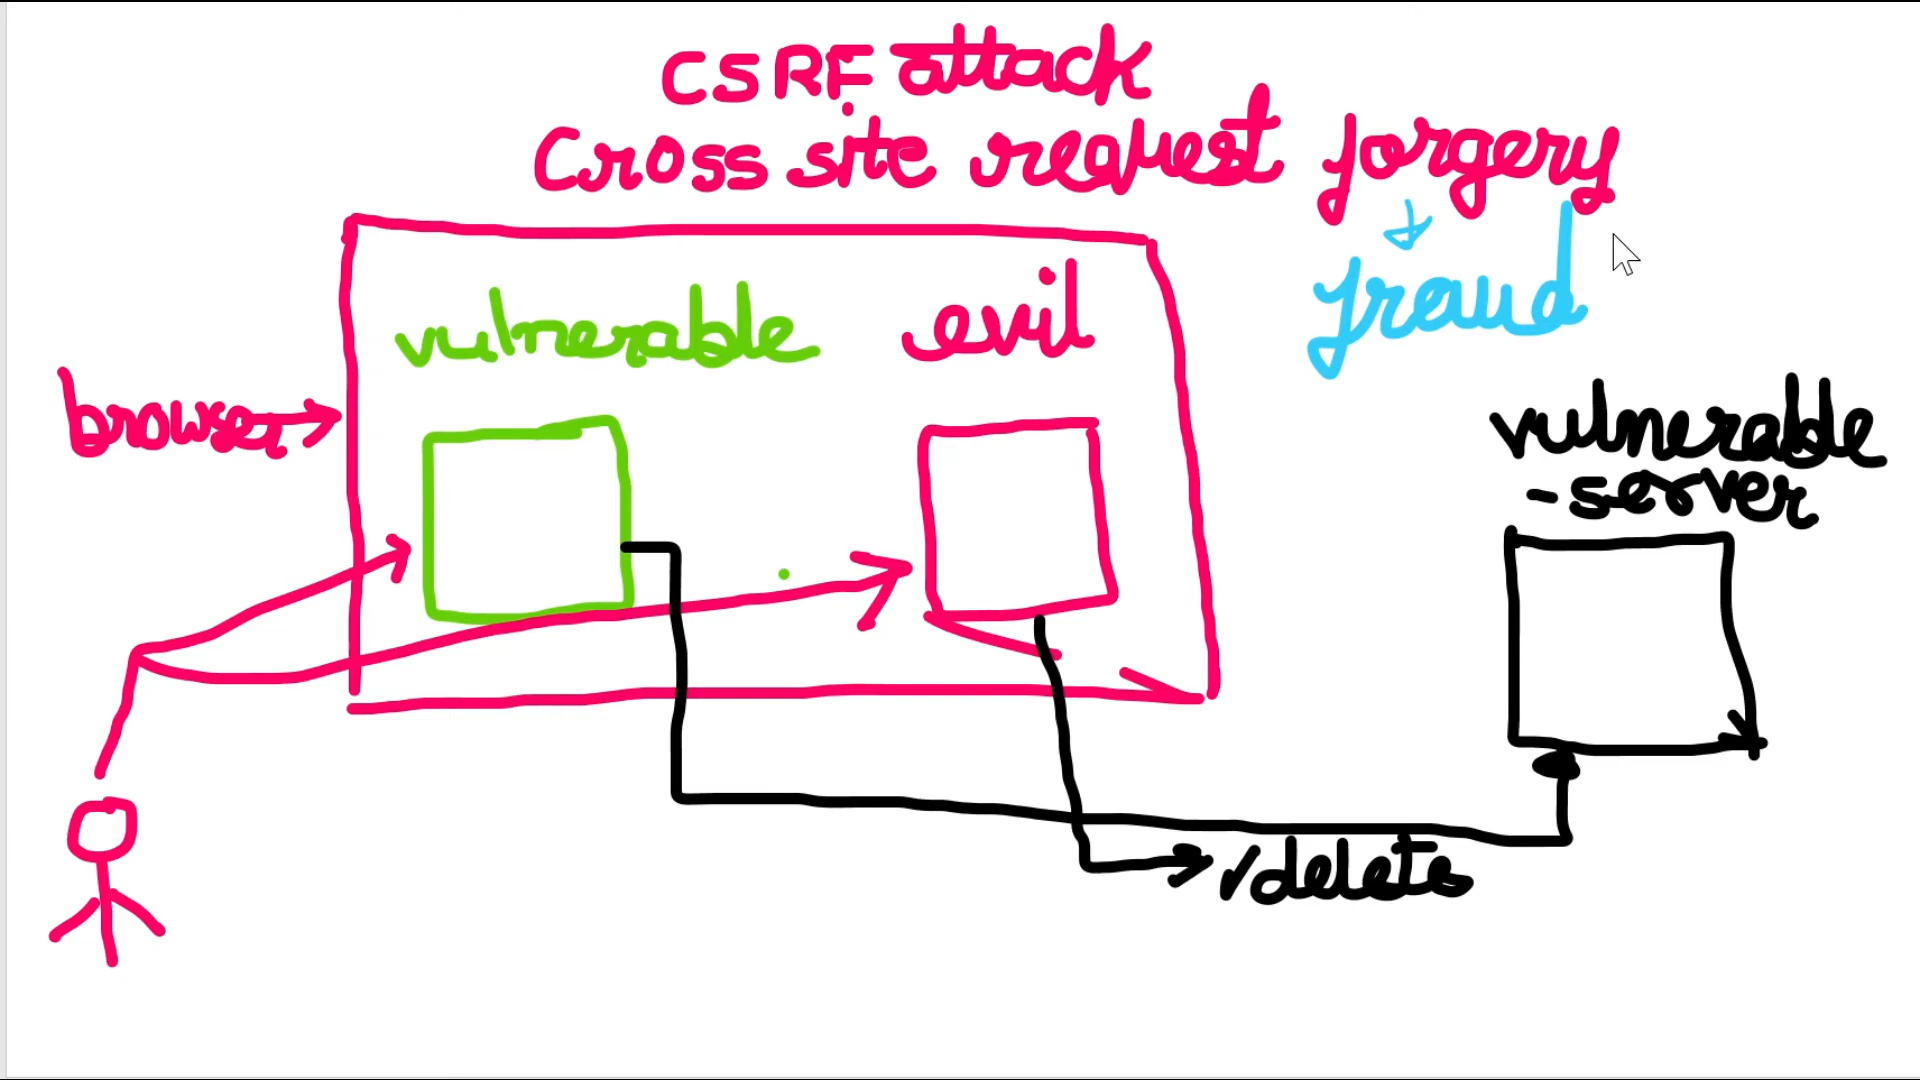 CSRF attack
Cross site request forgery
fraud
vulnerable evil
browser
vulnerable
-server
/delete